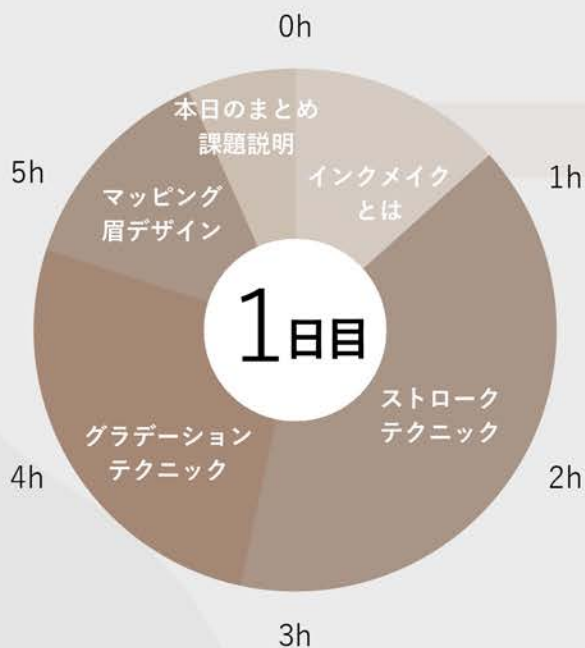 0h
本日のまとめ
課題説明
インクメイク
とは
5h
1h
マッピング
眉デザイン
1日目
ストローク
テクニック
グラデーション
テクニック
4h
2h
3h